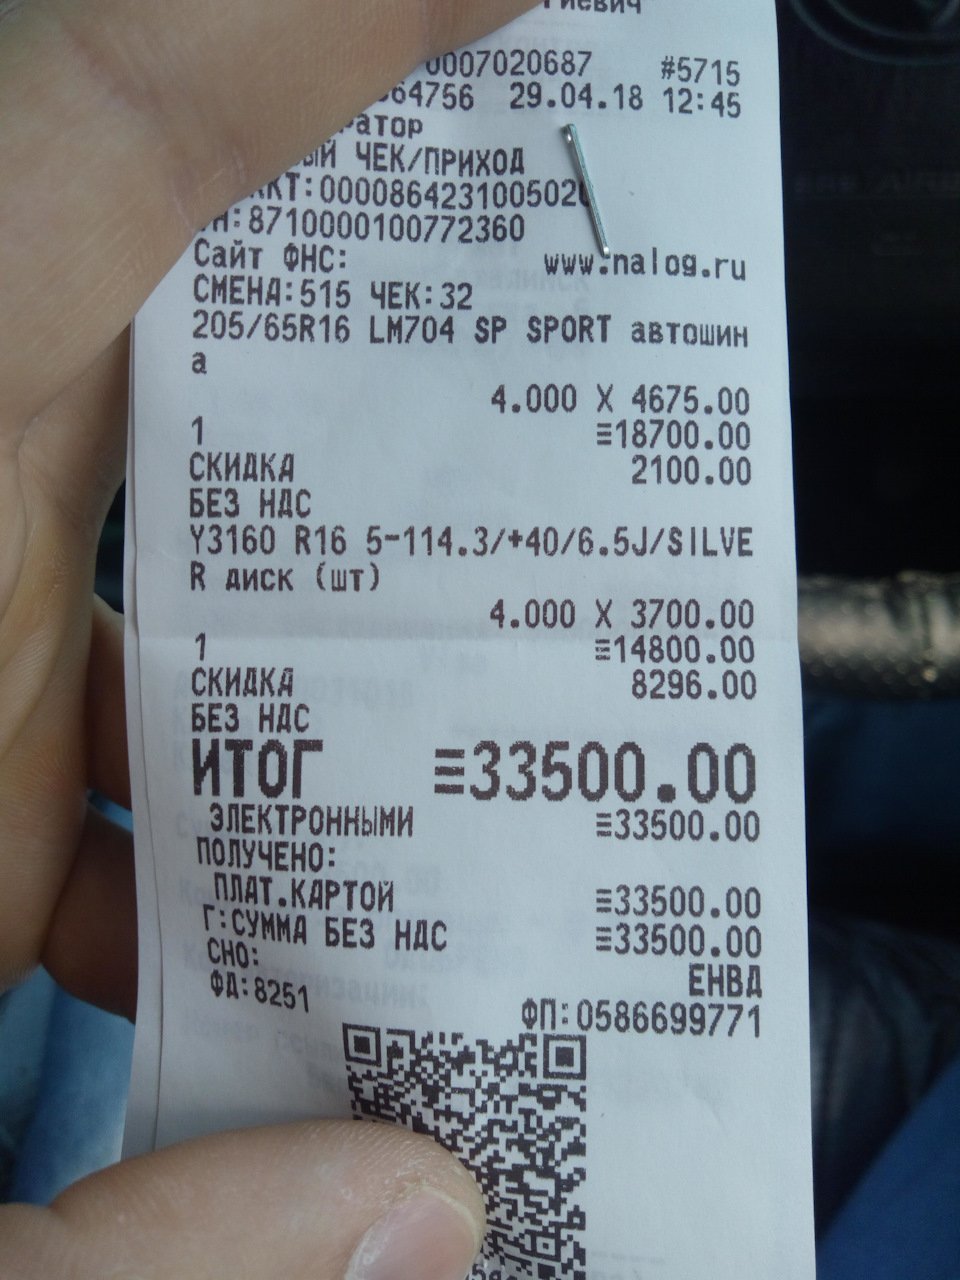 0007020687 #5715
64756 29.04.18 12:45
ЫЙ ЧЕК/ПРИХОД
ККТ:0000864231005020
:8710000100772360
Сайт ФНС: www.nalog.ru
СМЕНА:515 ЧЕК:32
205/65R16 LM704 SP SPORT автошин
а
4.000 X 4675.00
1 ≡18700.00
СКИДКА 2100.00
БЕЗ НДС
Y3160 R16 5-114.3/+40/6.5J/SILVE
R диск (шт)
4.000 X 3700.00
1 ≡14800.00
СКИДКА 8296.00
БЕЗ НДС
ИТОГ ≡33500.00
ЭЛЕКТРОННЫМИ ≡33500.00
ПОЛУЧЕНО:
ПЛАТ.КАРТОЙ ≡33500.00
Г:СУММА БЕЗ НДС ≡33500.00
СНО: ЕНВД
ФД:8251 ФП:0586699771